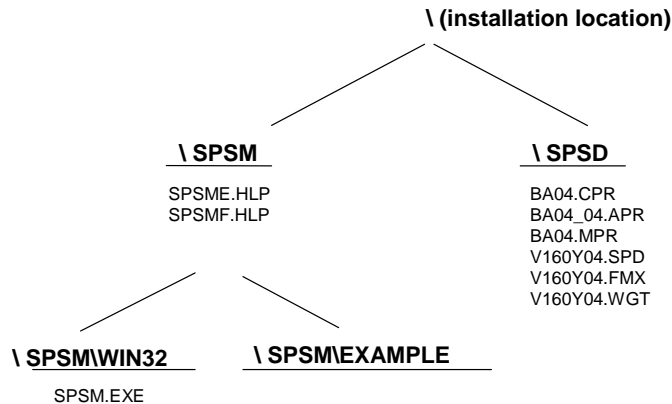 \ (installation location)
\ SPSM
\ SPSD
SPSME.HLP
SPSMF.HLP
BA04.CPR
BA04_04.APR
BA04.MPR
V160Y04.SPD
V160Y04.FMX
V160Y04.WGT
\ SPSM\WIN32
\ SPSM\EXAMPLE
SPSM.EXE